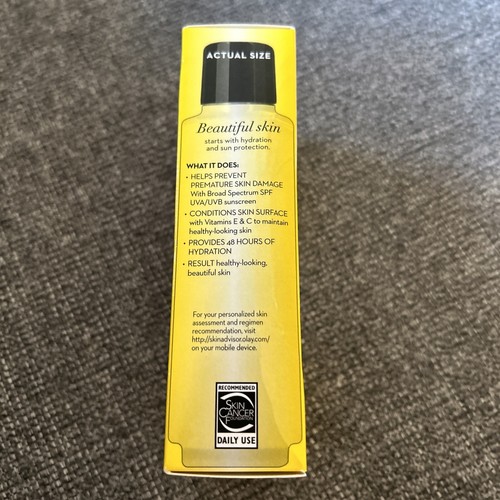 ACTUAL SIZE
Beautiful skin
starts with hydration
and sun protection.
WHAT IT DOES:
• HELPS PREVENT
PREMATURE SKIN DAMAGE
With Broad Spectrum SPF
UVA/UVB sunscreen
• CONDITIONS SKIN SURFACE
with Vitamins E & C to maintain
healthy-looking skin
• PROVIDES 48 HOURS OF
HYDRATION
• RESULT healthy-looking,
beautiful skin
For your personalized skin
assessment and regimen
recommendation, visit
http://skinadvisor.olay.com/
on your mobile device.
RECOMMENDED
SKIN
CANCER
FOUNDATION
DAILY USE